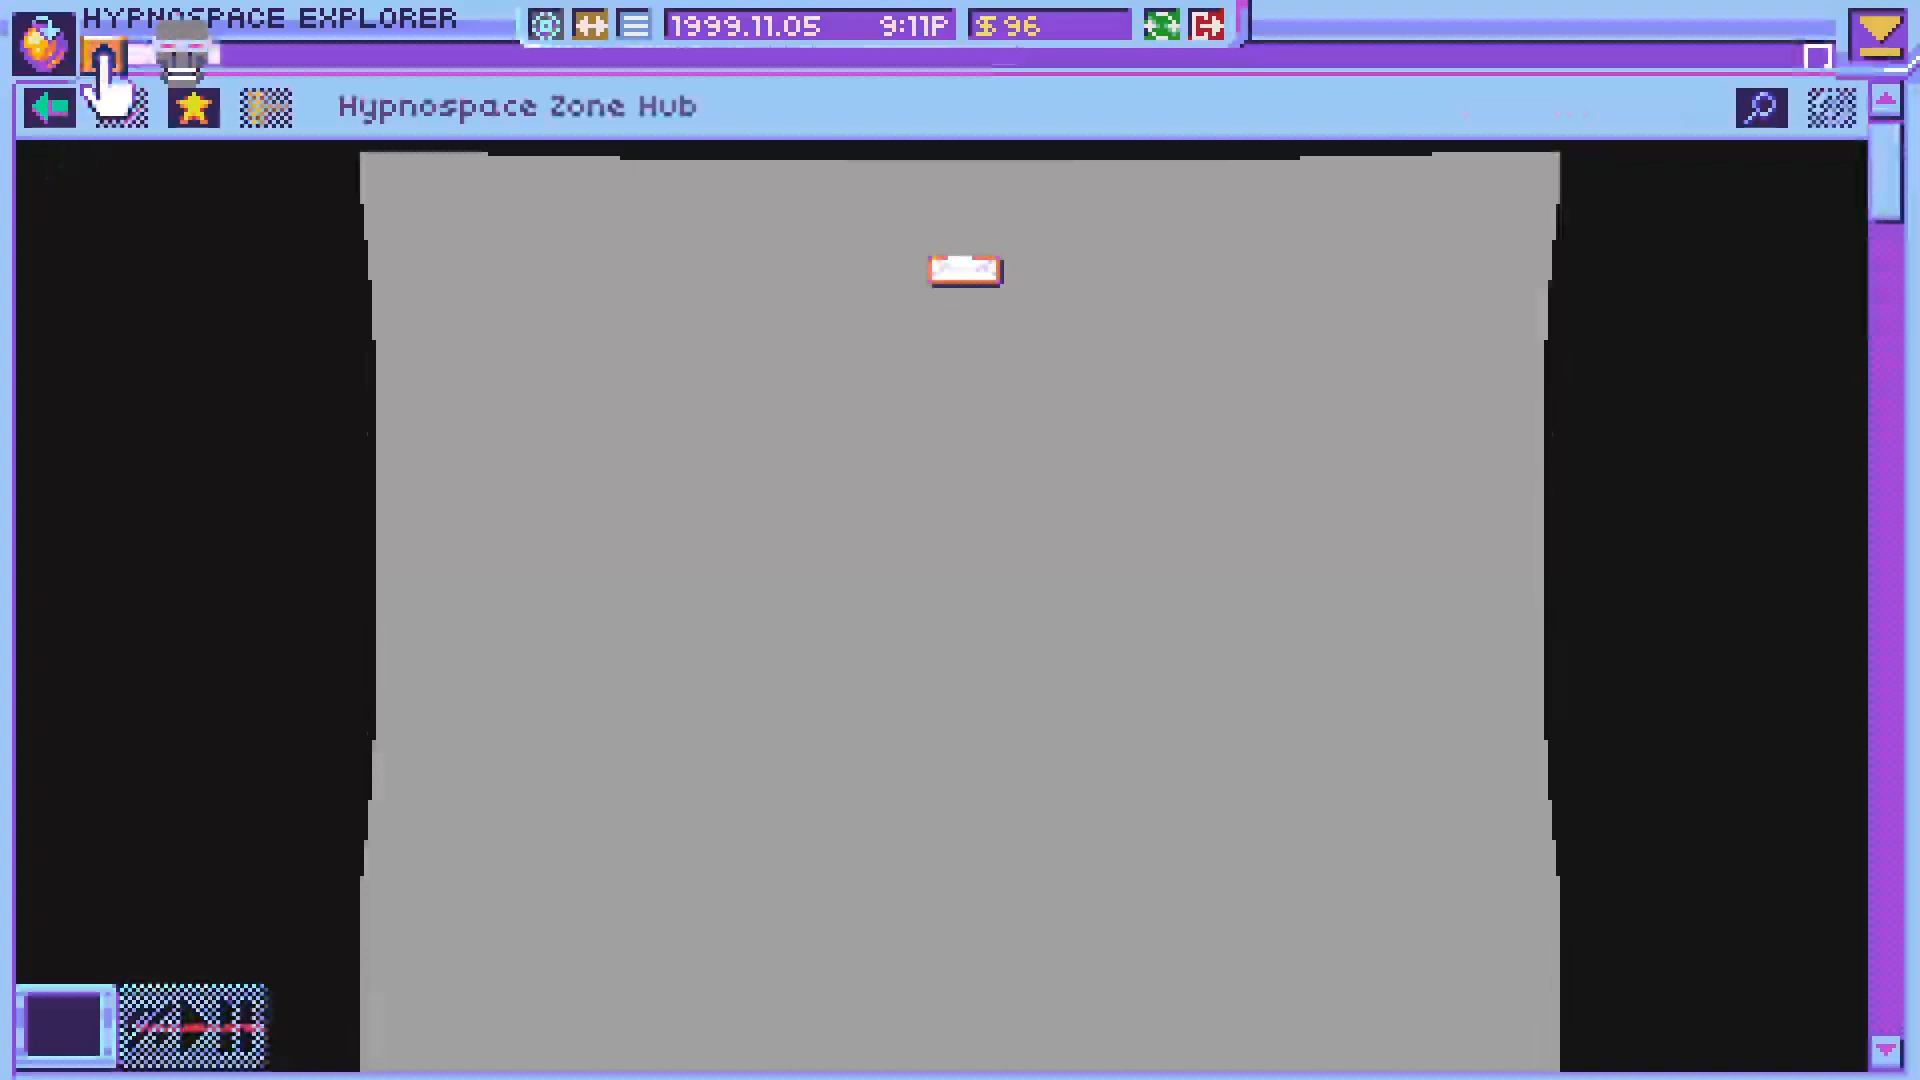 HYPNOSPACE EXPLORER
1999.11.05 9:11P 96
Hypnospace Zone Hub